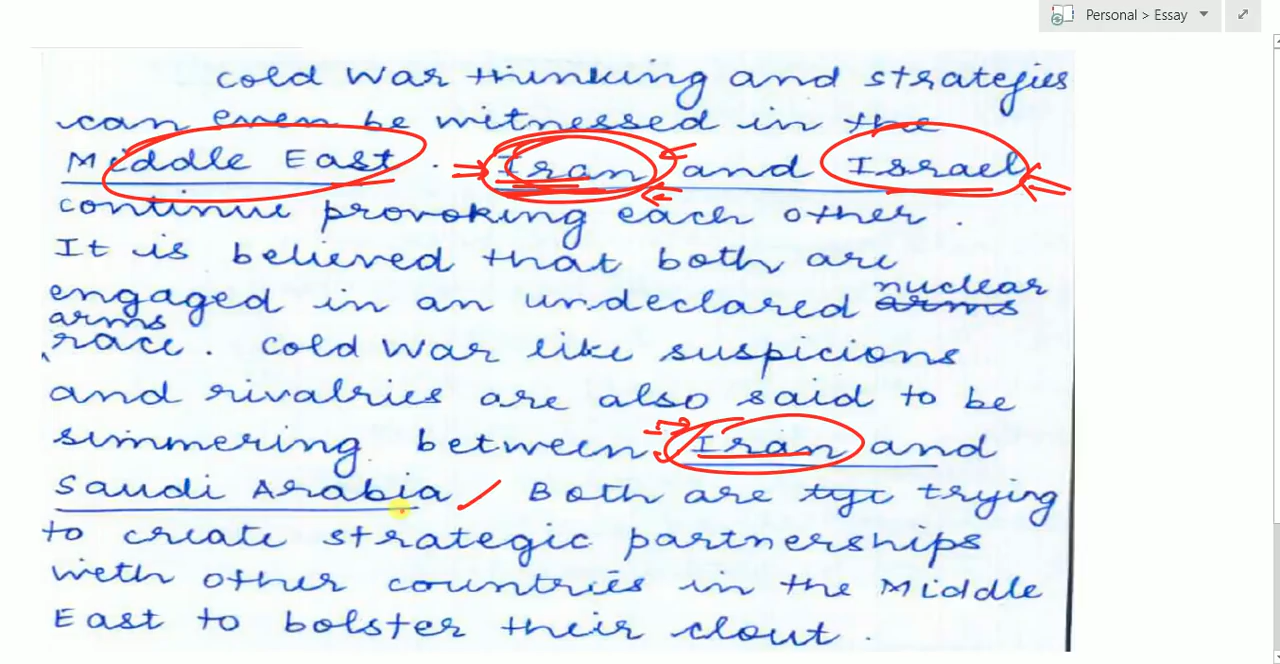 Personal > Essay
cold war thinking and strategies
can even be witnessed in the
Middle East. Iran and Israel
continue provoking each other.
It is believed that both are
engaged in an undeclared arms nuclear
arms
race. Cold War like suspicions
and rivalries are also said to be
simmering between Iran and
Saudi Arabia. Both are tyt trying
to create strategic partnerships
with other countries in the Middle
East to bolster their clout.